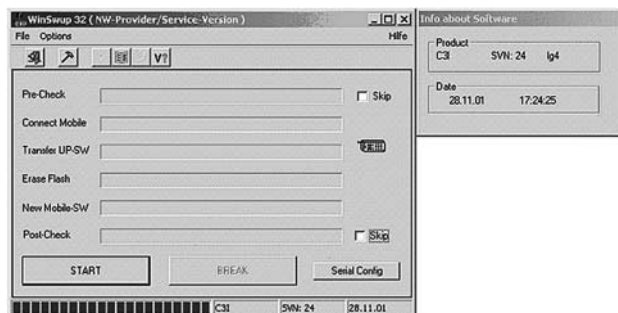 WinSwup 32 ( NW-Provider/Service-Version )
File Options Hilfe
V?
Pre-Check Skip
Connect Mobile
Transfer UP-SW
Erase Flash
New Mobile-SW
Post-Check Skip
START BREAK Serial Config
C3I SVN: 24 28.11.01
Info about Software
Product
C3I SVN: 24 lg4
Date
28.11.01 17:24:25